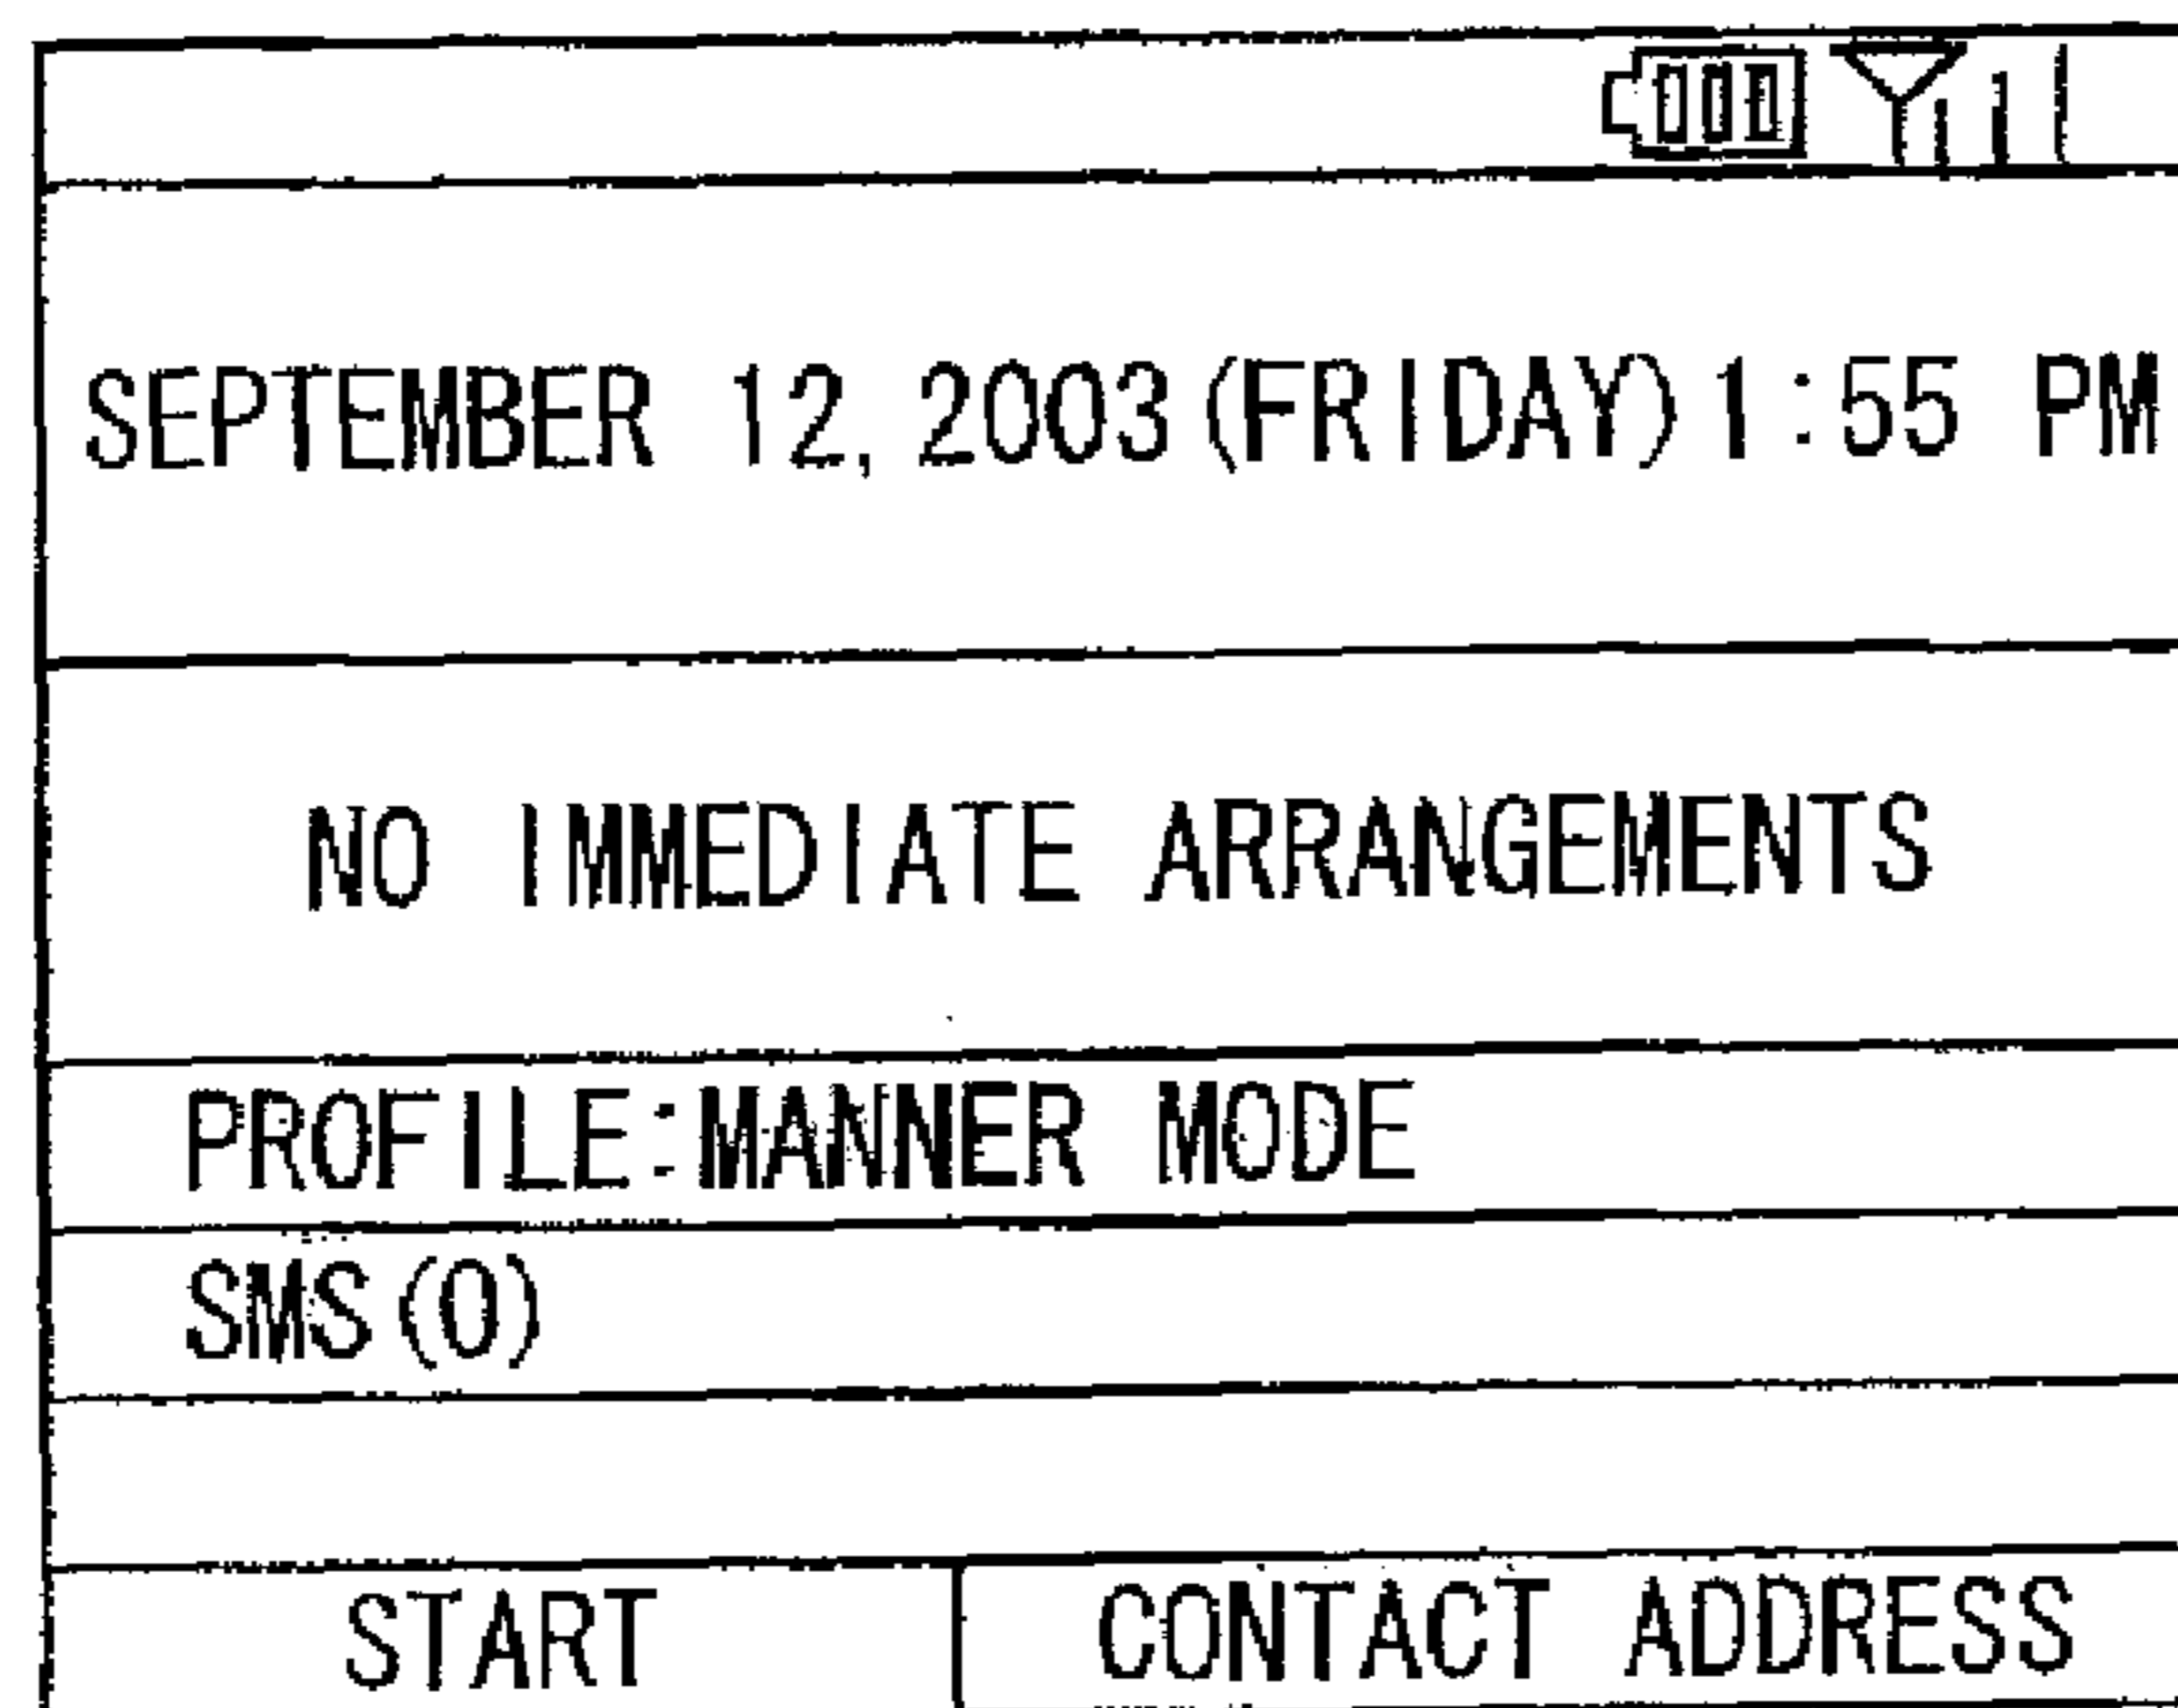 SEPTEMBER 12, 2003(FRIDAY)1:55 PM
NO IMMEDIATE ARRANGEMENTS
PROFILE:MANNER MODE
SMS(0)
START CONTACT ADDRESS